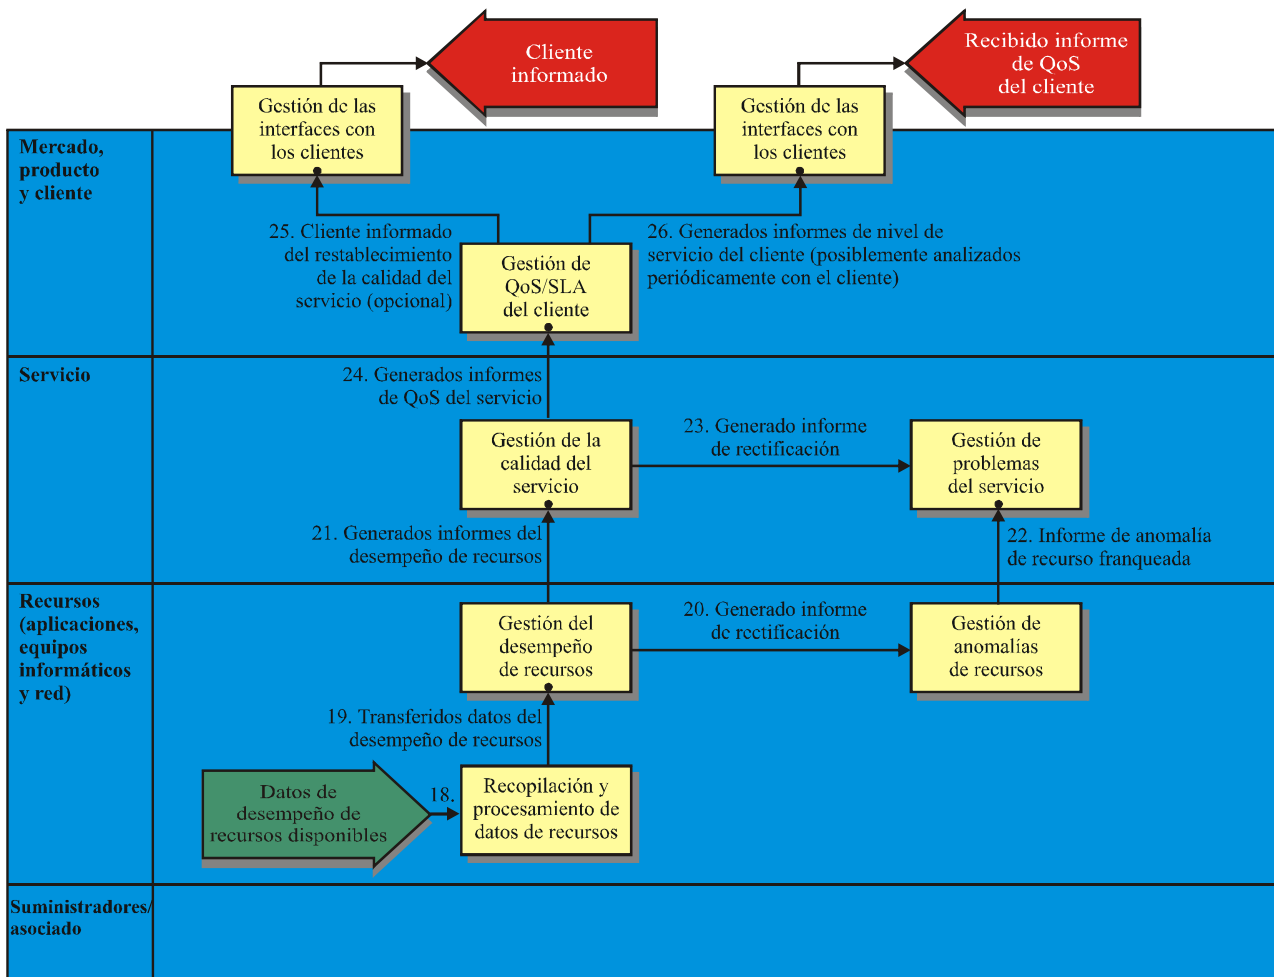 Cliente
informado
Recibido informe
de QoS
del cliente
Gestión de las
interfaces con
los clientes
Gestión de las
interfaces con
los clientes
Mercado,
producto
y cliente
25. Cliente informado
del restablecimiento
de la calidad del
servicio (opcional)
Gestión de
QoS/SLA
del cliente
26. Generados informes de nivel de
servicio del cliente (posiblemente analizados
periódicamente con el cliente)
Servicio
24. Generados informes
de QoS del servicio
Gestión de la
calidad del
servicio
23. Generado informe
de rectificación
Gestión de
problemas
del servicio
21. Generados informes del
desempeño de recursos
22. Informe de anomalía
de recurso franqueada
Recursos
(aplicaciones,
equipos
informáticos
y red)
Gestión del
desempeño
de recursos
20. Generado informe
de rectificación
Gestión de
anomalías
de recursos
19. Transferidos datos del
desempeño de recursos
Datos de
desempeño de
recursos disponibles
18.
Recopilación y
procesamiento de
datos de recursos
Suministradores/
asociado